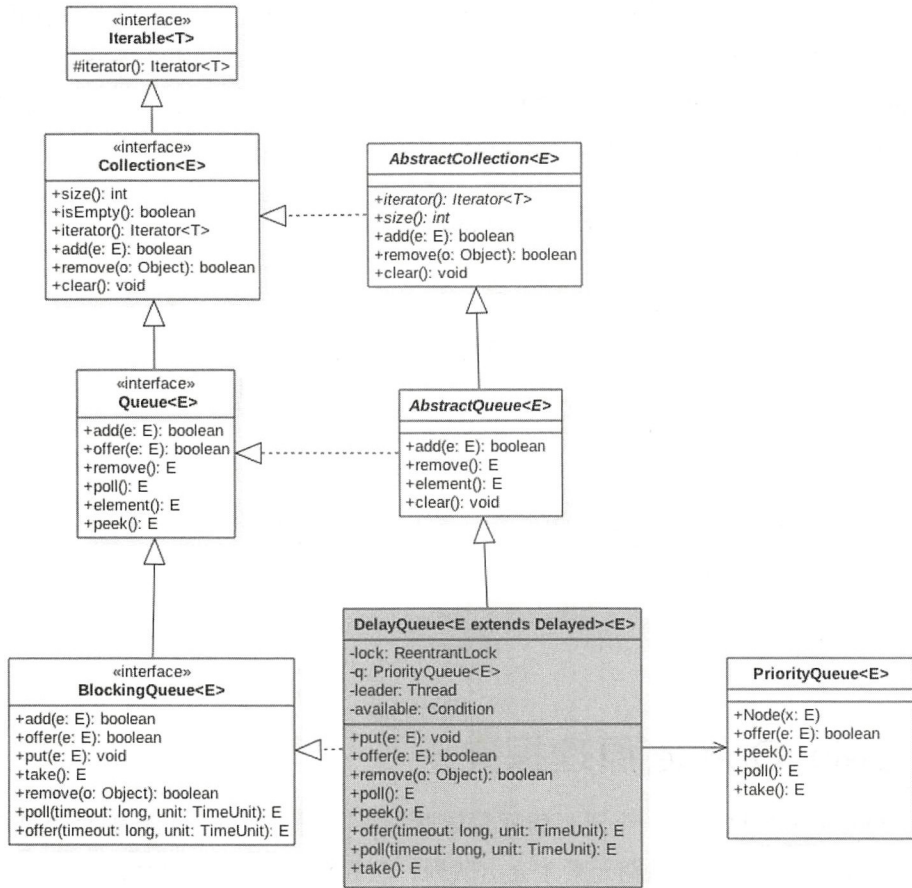 «interface»
Iterable<T>
#iterator(): Iterator<T>
«interface»
Collection<E>
+size(): int
+isEmpty(): boolean
+iterator(): Iterator<T>
+add(e: E): boolean
+remove(o: Object): boolean
+clear(): void
AbstractCollection<E>
+iterator(): Iterator<T>
+size(): int
+add(e: E): boolean
+remove(o: Object): boolean
+clear(): void
«interface»
Queue<E>
+add(e: E): boolean
+offer(e: E): boolean
+remove(): E
+poll(): E
+element(): E
+peek(): E
AbstractQueue<E>
+add(e: E): boolean
+remove(): E
+element(): E
+clear(): void
«interface»
BlockingQueue<E>
+add(e: E): boolean
+offer(e: E): boolean
+put(e: E): void
+take(): E
+remove(o: Object): boolean
+poll(timeout: long, unit: TimeUnit): E
+offer(timeout: long, unit: TimeUnit): E
DelayQueue<E extends Delayed><E>
-lock: ReentrantLock
-q: PriorityQueue<E>
-leader: Thread
-available: Condition
+put(e: E): void
+offer(e: E): boolean
+remove(o: Object): boolean
+poll(): E
+peek(): E
+offer(timeout: long, unit: TimeUnit): E
+poll(timeout: long, unit: TimeUnit): E
+take(): E
PriorityQueue<E>
+Node(x: E)
+offer(e: E): boolean
+peek(): E
+poll(): E
+take(): E